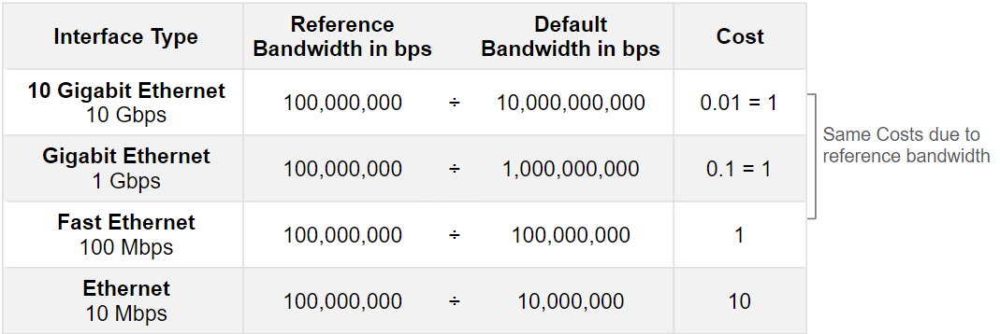 Interface Type
Reference
Bandwidth in bps
Default
Bandwidth in bps
Cost
10 Gigabit Ethernet
10 Gbps
100,000,000 ÷ 10,000,000,000
0.01 = 1
Gigabit Ethernet
1 Gbps
100,000,000 ÷ 1,000,000,000
0.1 = 1
Fast Ethernet
100 Mbps
100,000,000 ÷ 100,000,000
1
Ethernet
10 Mbps
100,000,000 ÷ 10,000,000
10
Same Costs due to
reference bandwidth